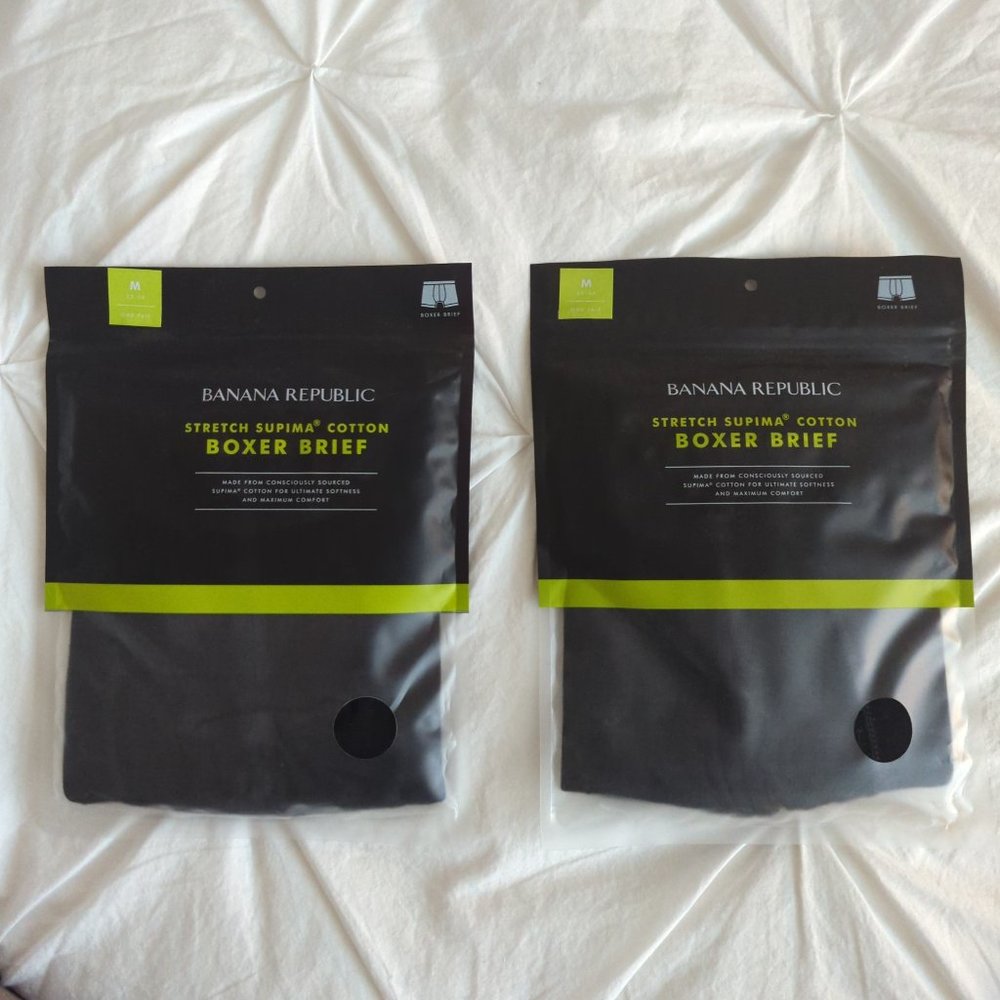 M
BOXER BRIEF
BANANA REPUBLIC
STRETCH SUPIMA® COTTON
BOXER BRIEF
MADE FROM CONSCIOUSLY SOURCED
SUPIMA® COTTON FOR ULTIMATE SOFTNESS
AND MAXIMUM COMFORT
M
BOXER BRIEF
BANANA REPUBLIC
STRETCH SUPIMA® COTTON
BOXER BRIEF
MADE FROM CONSCIOUSLY SOURCED
SUPIMA® COTTON FOR ULTIMATE SOFTNESS
AND MAXIMUM COMFORT